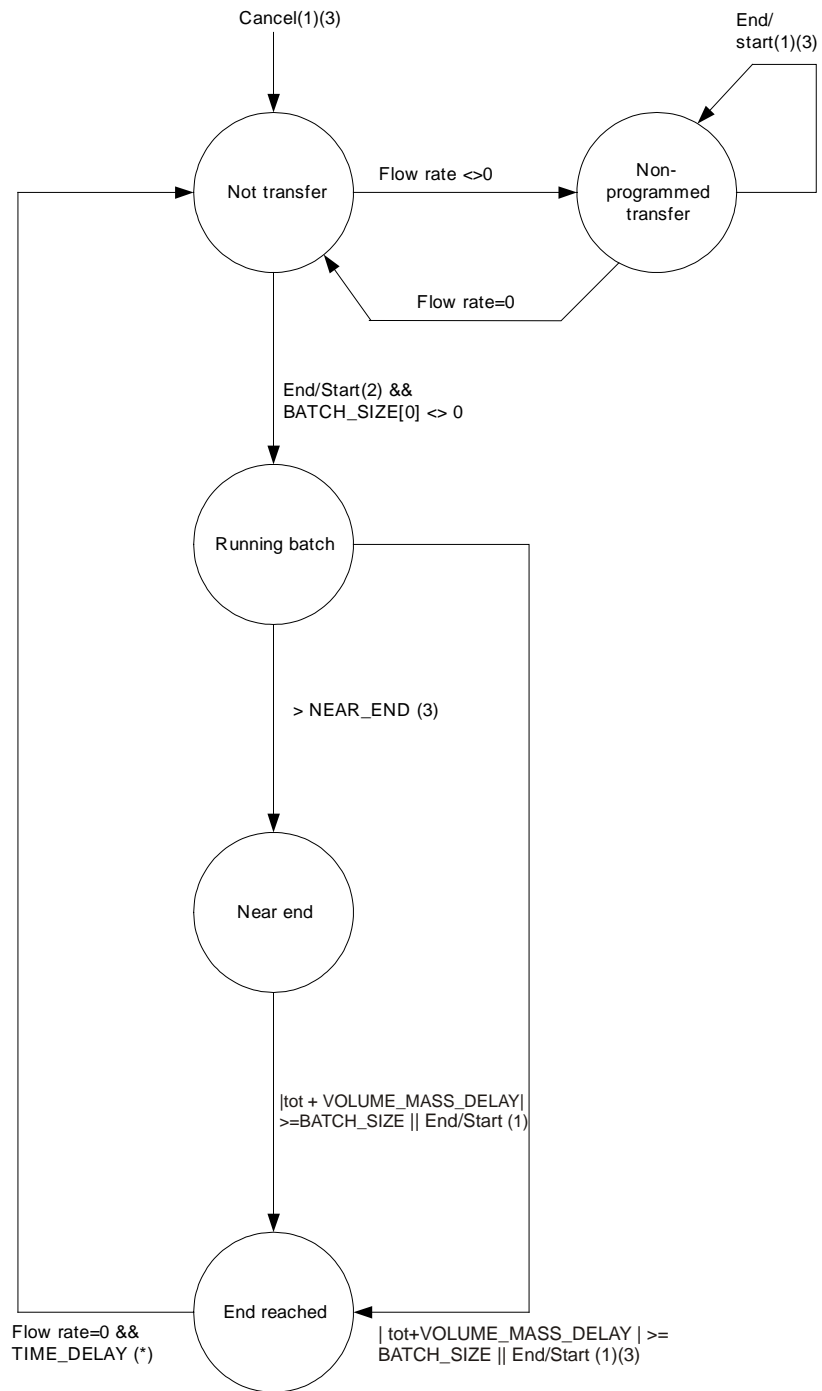 Cancel(1)(3)
End/
start(1)(3)
Not transfer
Flow rate <>0
Non-
programmed
transfer
Flow rate=0
End/Start(2) &&
BATCH_SIZE[0] <> 0
Running batch
> NEAR_END (3)
Near end
|tot + VOLUME_MASS_DELAY|
>=BATCH_SIZE || End/Start (1)
End reached
Flow rate=0 &&
TIME_DELAY (*)
| tot+VOLUME_MASS_DELAY | >=
BATCH_SIZE || End/Start (1)(3)